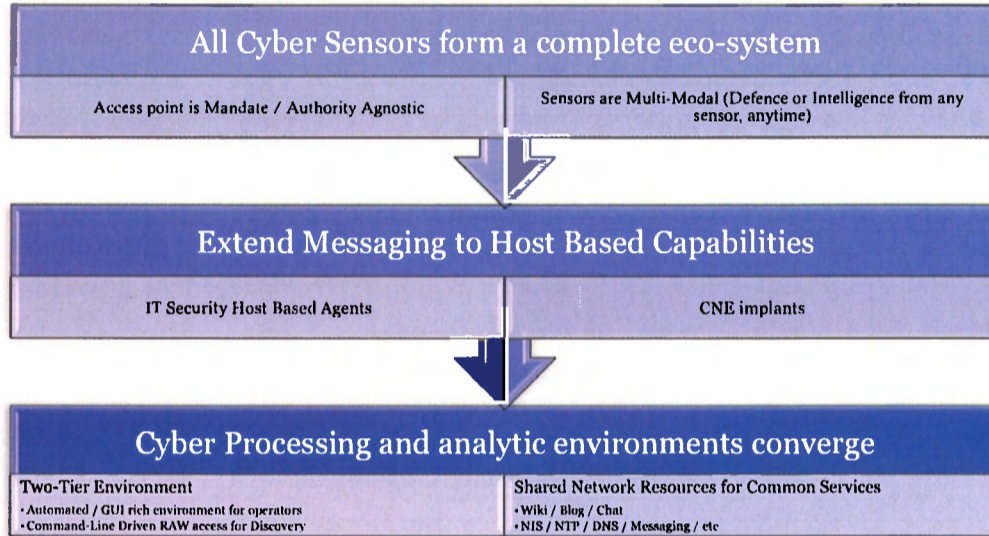 All Cyber Sensors form a complete eco-system
Access point is Mandate / Authority Agnostic
Sensors are Multi-Modal (Defence or Intelligence from any
sensor, anytime)
Extend Messaging to Host Based Capabilities
IT Security Host Based Agents
CNE implants
Cyber Processing and analytic environments converge
Two-Tier Environment
• Automated / GUI rich environment for operators
• Command-Line Driven RAW access for Discovery
Shared Network Resources for Common Services
• Wiki / Blog / Chat
• NIS / NTP / DNS / Messaging / etc